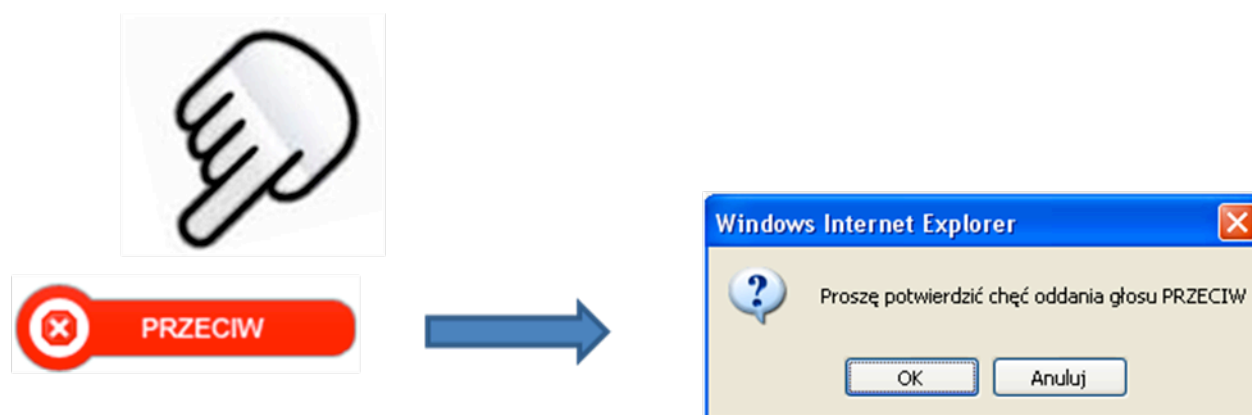 PRZECIW
Windows Internet Explorer
Proszę potwierdzić chęć oddania głosu PRZECIW
OK
Anuluj